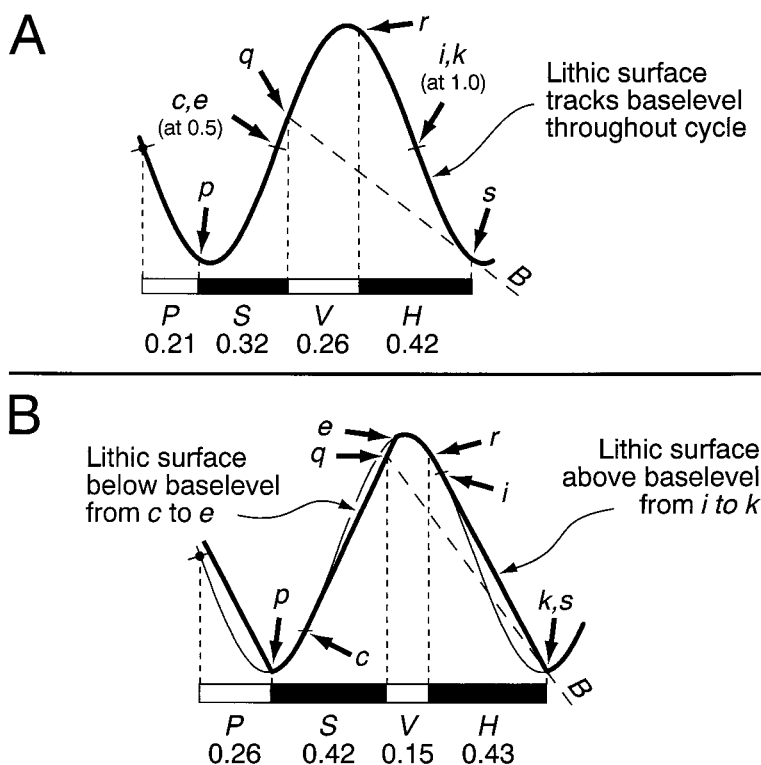 A
r
q
i,k
(at 1.0)
Lithic surface
tracks baselevel
throughout cycle
c,e
(at 0.5)
p
s
B
P S V H
0.21 0.32 0.26 0.42
B
e
q
r
i
Lithic surface
below baselevel
from c to e
Lithic surface
above baselevel
from i to k
p
k,s
c
B
P S V H
0.26 0.42 0.15 0.43